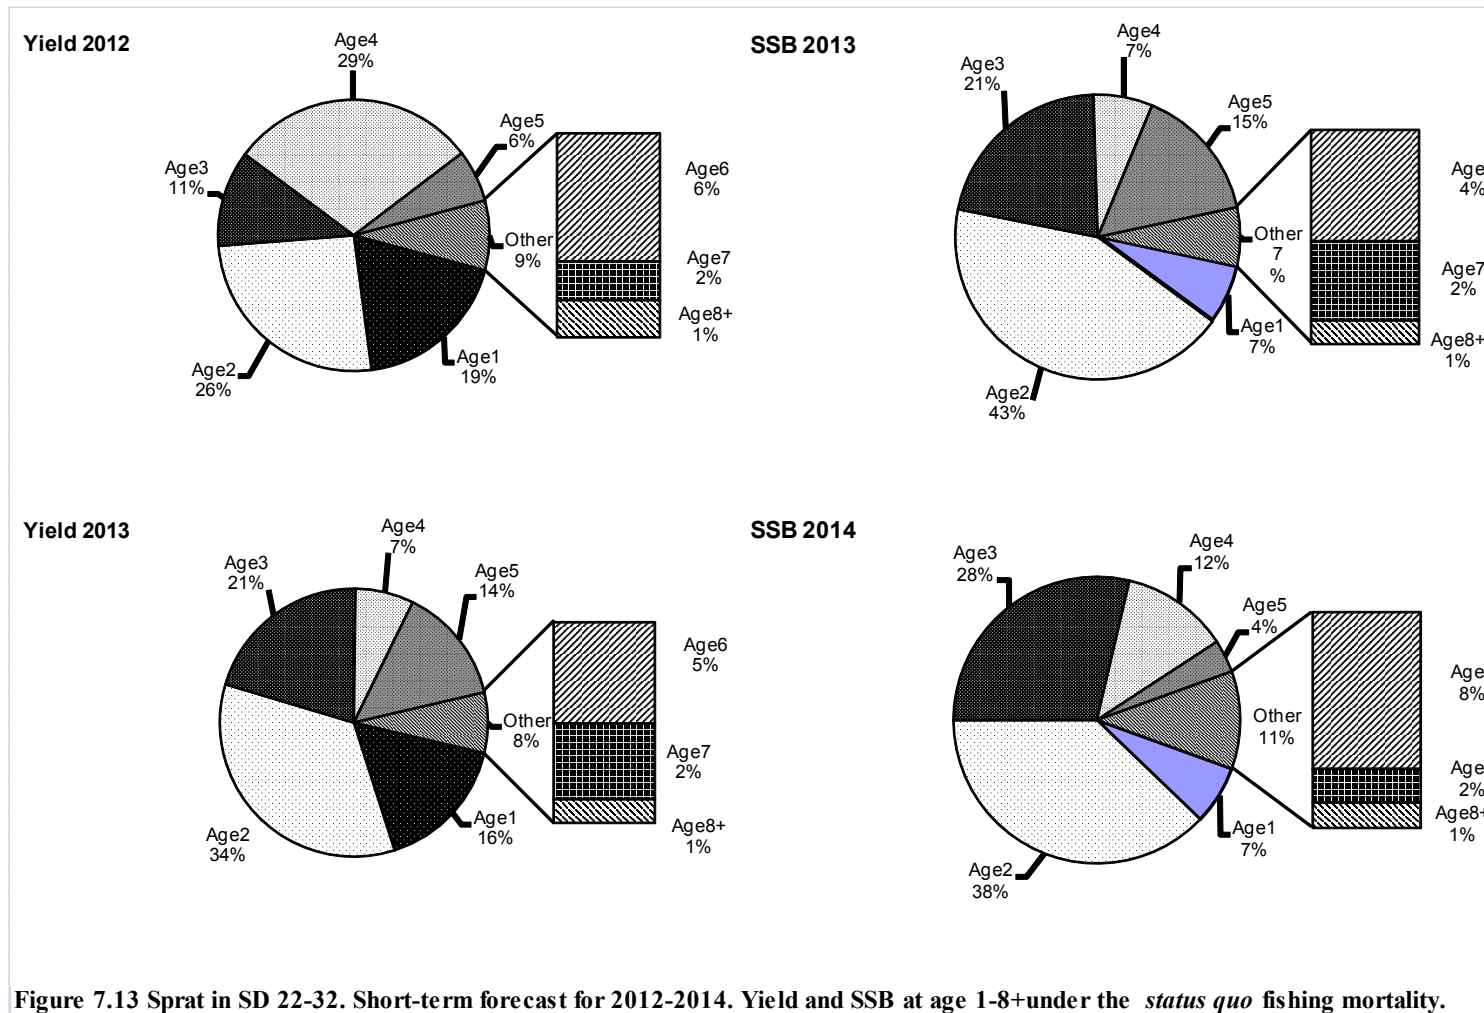 Yield 2012
Age4
29%
Age5
6%
Age3
11%
Age6
6%
Other
9%
Age7
2%
Age8+
1%
Age1
19%
Age2
26%
SSB 2013
Age4
7%
Age3
21%
Age5
15%
Age
4%
Other
7
%
Age7
2%
Age1
7%
Age8+
1%
Age2
43%
Yield 2013
Age4
7%
Age3
21%
Age5
14%
Age6
5%
Other
8%
Age7
2%
Age1
16%
Age8+
1%
Age2
34%
SSB 2014
Age4
12%
Age3
28%
Age5
4%
Age
8%
Other
11%
Age
2%
Age8+
1%
Age1
7%
Age2
38%
Figure 7.13 Sprat in SD 22-32. Short-term forecast for 2012-2014. Yield and SSB at age 1-8+under the status quo fishing mortality.